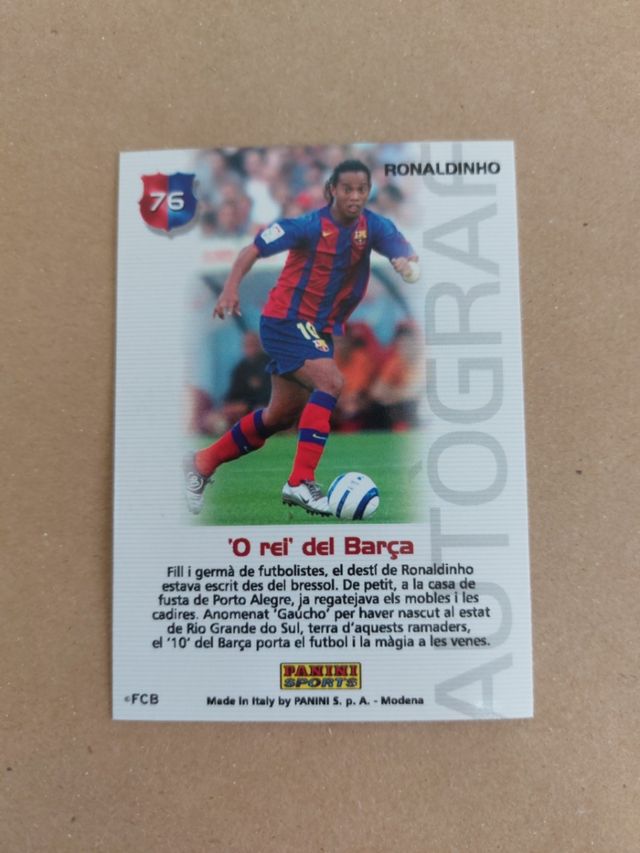 76
RONALDINHO
AUTÒGRAF
10
'O rei' del Barça
Fill i germà de futbolistes, el destí de Ronaldinho
estava escrit des del bressol. De petit, a la casa de
fusta de Porto Alegre, ja regatejava els mobles i les
cadires. Anomenat 'Gaúcho' per haver nascut al estat
de Rio Grande do Sul, terra d'aquests ramaders,
el '10' del Barça porta el futbol i la màgia a les venes.
PANINI
SPORTS
©FCB
Made in Italy by PANINI S. p. A. - Modena